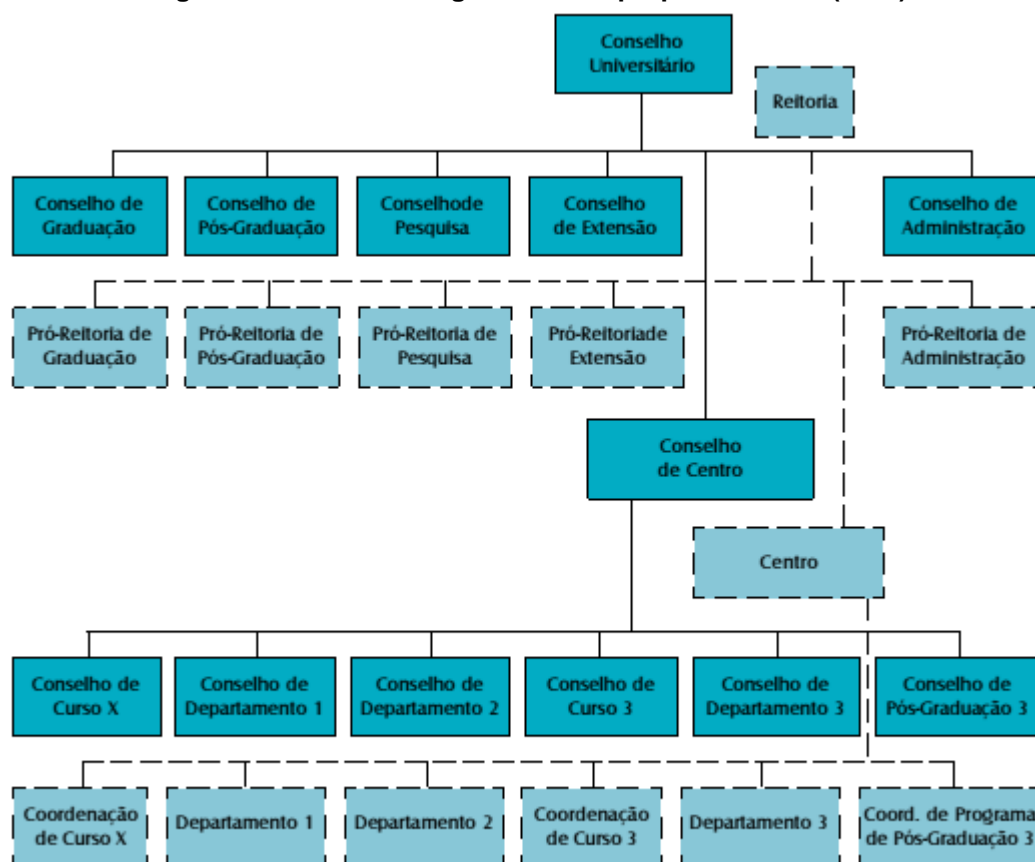 Conselho
Universitário
Reitoria
Conselho de
Graduação
Conselho de
Pós-Graduação
Conselhode
Pesquisa
Conselho
de Extensão
Conselho de
Administração
Pró-Reitoria de
Graduação
Pró-Reitoria de
Pós-Graduação
Pró-Reitoria de
Pesquisa
Pró-Reitoriade
Extensão
Pró-Reitoria de
Administração
Conselho
de Centro
Centro
Conselho de
Curso X
Conselho de
Departamento 1
Conselho de
Departamento 2
Conselho de
Curso 3
Conselho de
Departamento 3
Conselho de
Pós-Graduação 3
Coordenação
de Curso X
Departamento 1
Departamento 2
Coordenação
de Curso 3
Departamento 3
Coord. de Programa
de Pós-Graduação 3